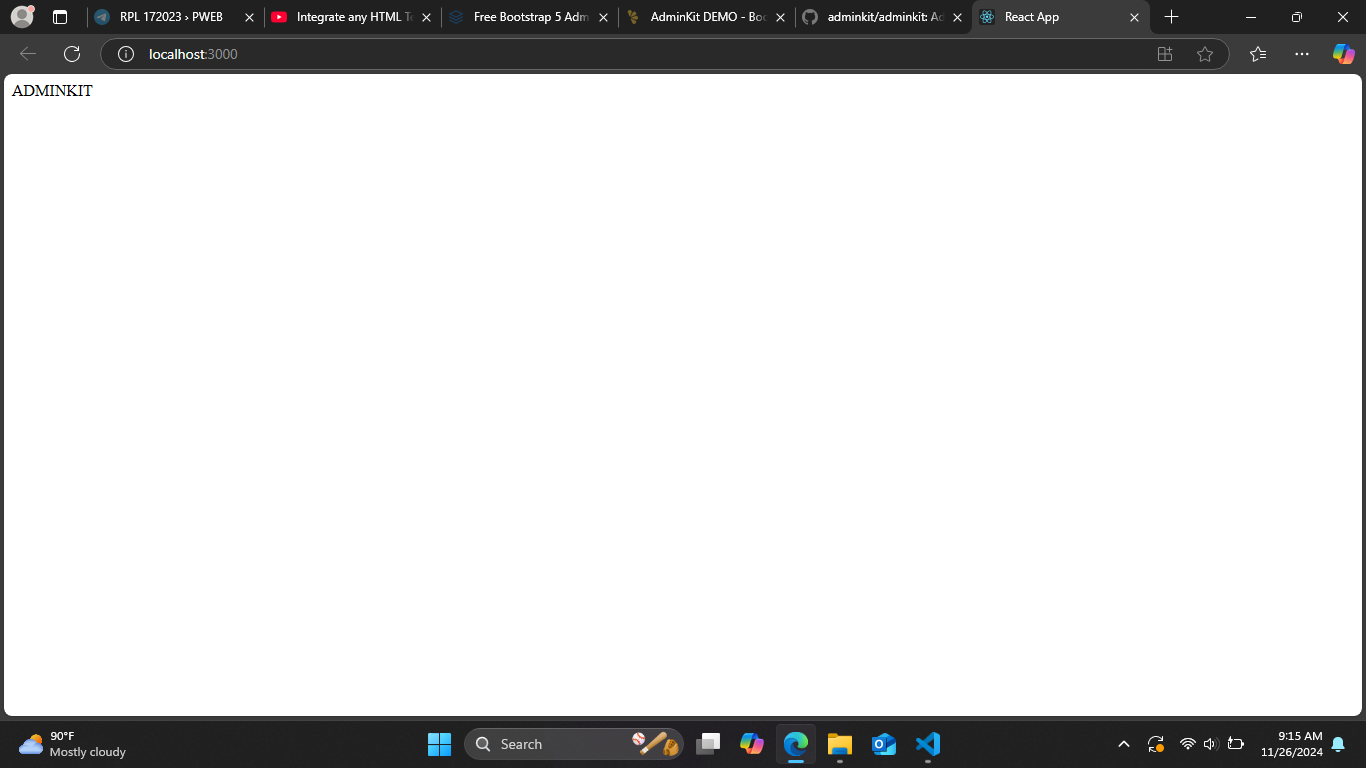 RPL 172023 › PWEB
Integrate any HTML Te
Free Bootstrap 5 Adm
AdminKit DEMO - Boo
adminkit/adminkit: Ad
React App
localhost:3000
ADMINKIT
90°F
Mostly cloudy
Search
9:15 AM
11/26/2024